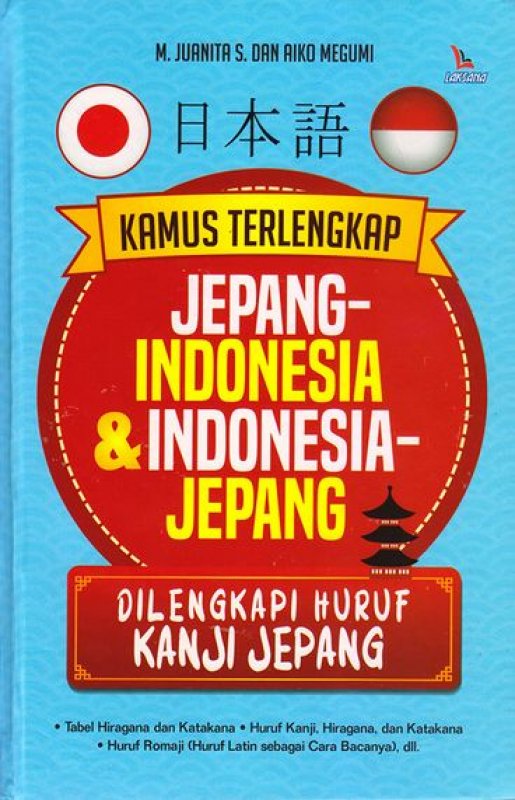 M. JUANITA S. DAN AIKO MEGUMI
LAKSANA
日本語
KAMUS TERLENGKAP
JEPANG-
INDONESIA
& INDONESIA-
JEPANG
DILENGKAPI HURUF
KANJI JEPANG
• Tabel Hiragana dan Katakana • Huruf Kanji, Hiragana, dan Katakana
• Huruf Romaji (Huruf Latin sebagai Cara Bacanya), dll.